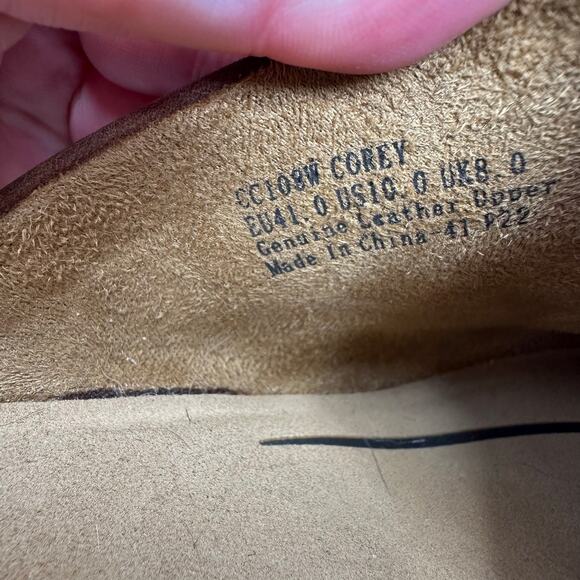 CC108W COREY
EU41.0 US10.0 UK8.0
Genuine Leather Upper
Made in China-41 P22